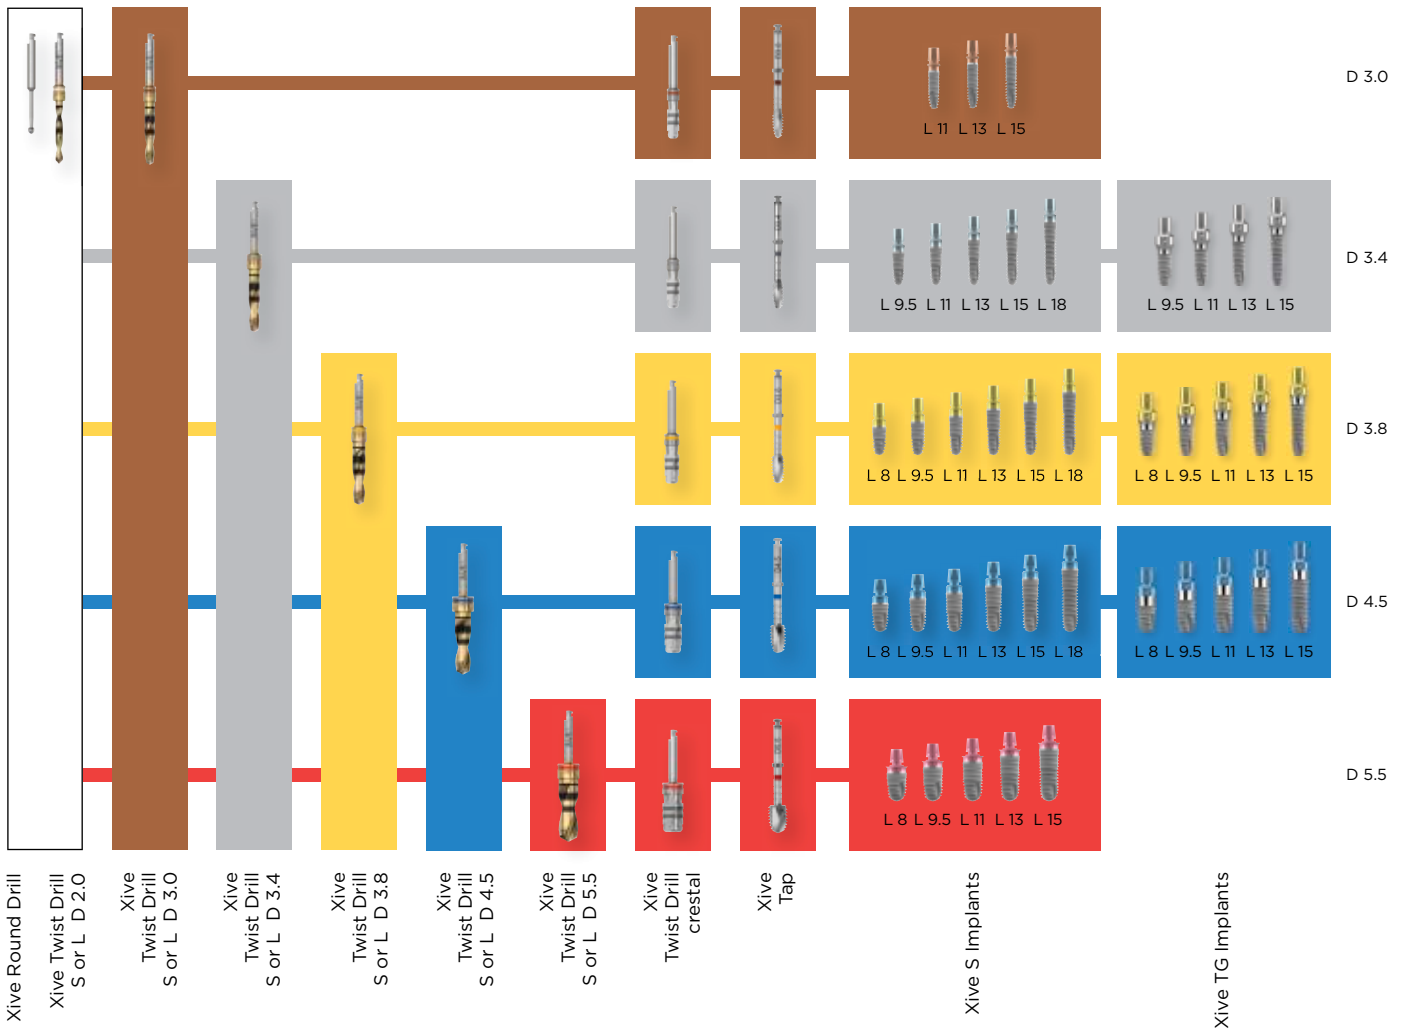 D 3.0
L 11 L 13 L 15
D 3.4
L 9.5 L 11 L 13 L 15 L 18
L 9.5 L 11 L 13 L 15
D 3.8
L 8 L 9.5 L 11 L 13 L 15 L 18
L 8 L 9.5 L 11 L 13 L 15
D 4.5
L 8 L 9.5 L 11 L 13 L 15 L 18
L 8 L 9.5 L 11 L 13 L 15
D 5.5
L 8 L 9.5 L 11 L 13 L 15
Xive Round Drill
Xive Twist Drill
S or L D 2.0
Xive
Twist Drill
S or L D 3.0
Xive
Twist Drill
S or L D 3.4
Xive
Twist Drill
S or L D 3.8
Xive
Twist Drill
S or L D 4.5
Xive
Twist Drill
S or L D 5.5
Xive
Twist Drill
crestal
Xive
Tap
Xive S Implants
Xive TG Implants